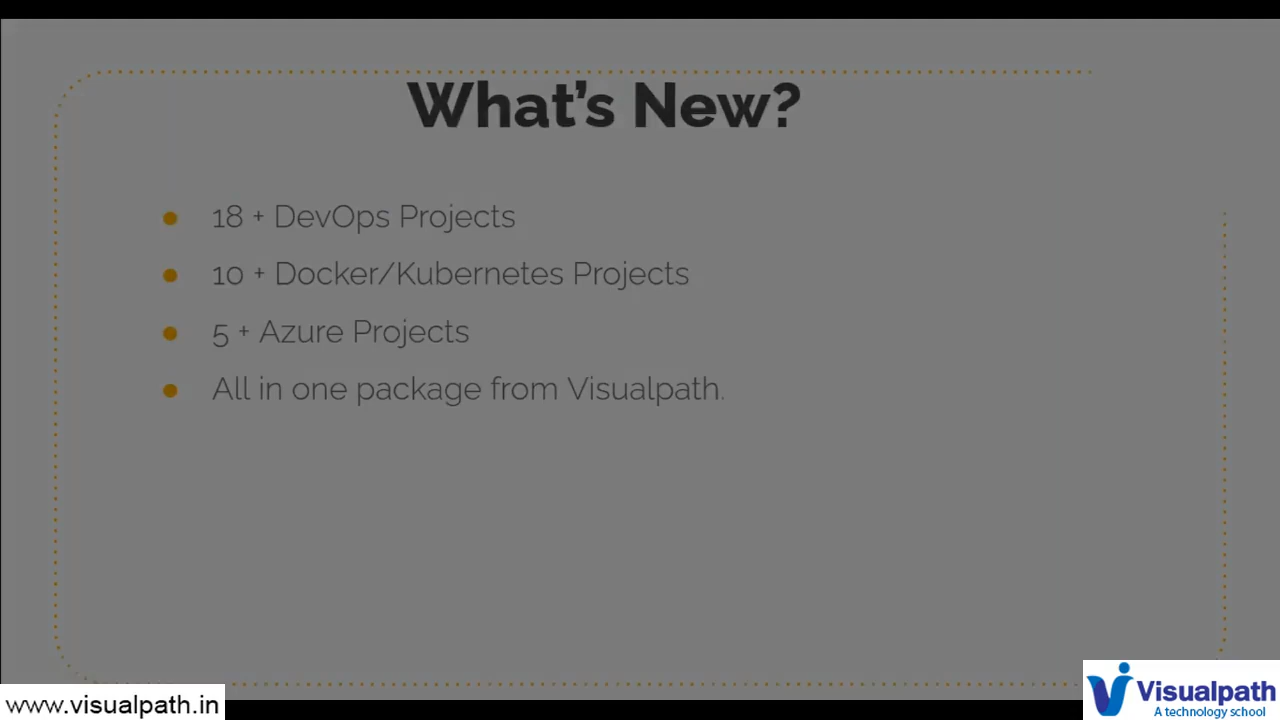 What's New?
18 + DevOps Projects
10 + Docker/Kubernetes Projects
5 + Azure Projects
All in one package from Visualpath.
www.visualpath.in
Visualpath
A technology school